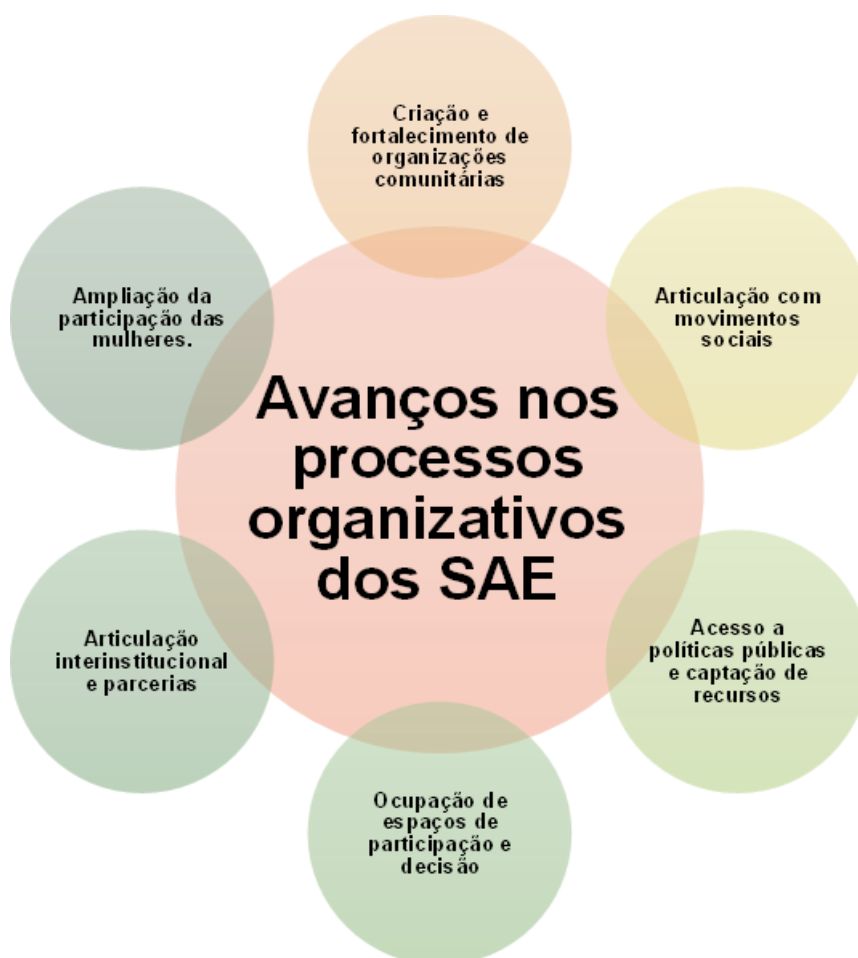 Criação e
fortalecimento de
organizações
comunitárias
Ampliação da
participação das
mulheres.
Articulação com
movimentos
sociais
Avanços nos
processos
organizativos
dos SAE
Articulação
interinstitucional
e parcerias
Acesso a
políticas públicas
e captação de
recursos
Ocupação de
espaços de
participação e
decisão